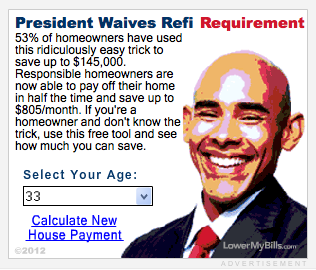 President Waives Refi Requirement
53% of homeowners have used
this ridiculously easy trick to
save up to $145,000.
Responsible homeowners are
now able to pay off their home
in half the time and save up to
$805/month. If you're a
homeowner and don't know the
trick, use this free tool and see
how much you can save.
Select Your Age:
33
Calculate New
House Payment
LowerMyBills.com
©2012
ADVERTISEMENT